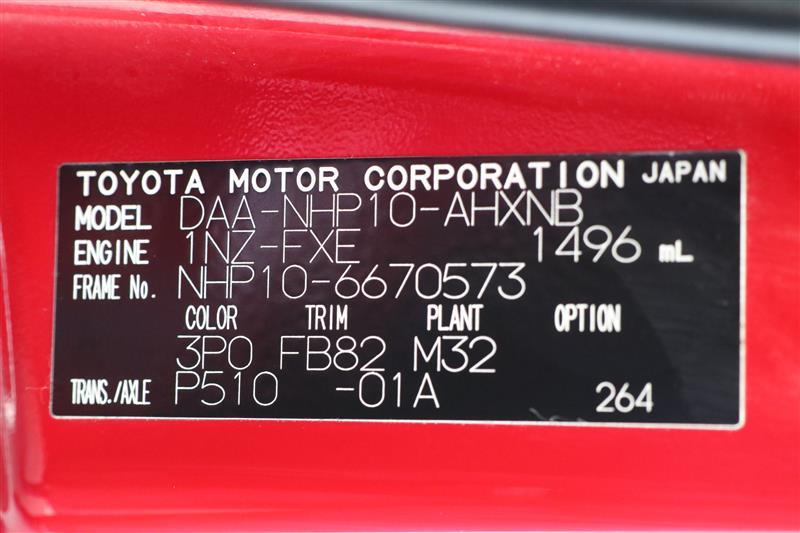 TOYOTA MOTOR CORPORATION JAPAN
MODEL DAA-NHP10-AHXNB
ENGINE 1NZ-FXE 1496 mL
FRAME No. NHP10-6670573
COLOR TRIM PLANT OPTION
3P0 FB82 M32
TRANS./AXLE P510 -01A 264